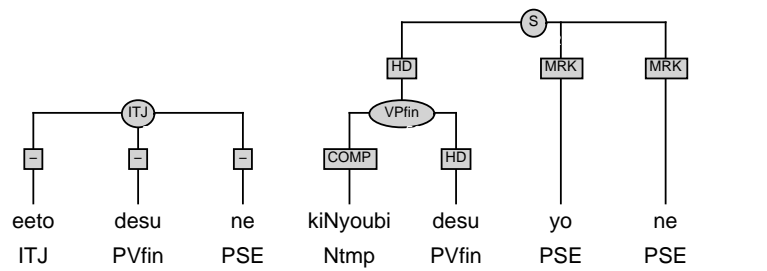 S
HD MRK MRK
ITJ VPfin
– – – COMP HD
eeto desu ne kiNyoubi desu yo ne
ITJ PVfin PSE Ntmp PVfin PSE PSE